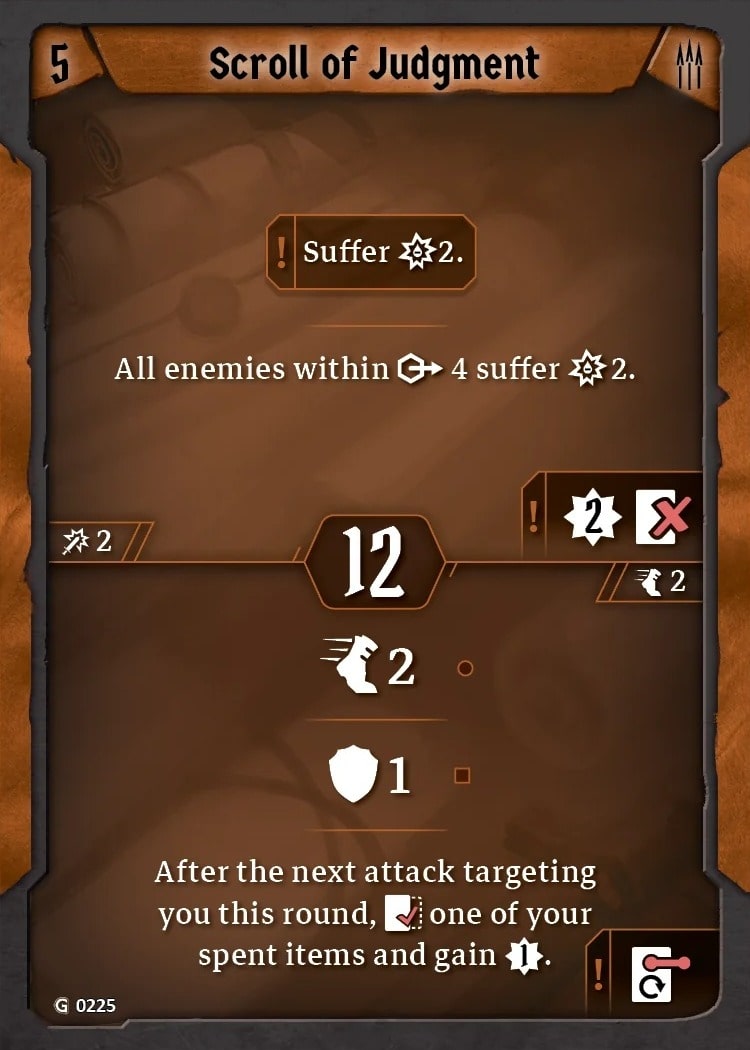 5
Scroll of Judgment
! Suffer 2.
All enemies within 4 suffer 2.
! 2
2
12
2
2
1
After the next attack targeting
you this round, one of your
spent items and gain 1.
!
G 0225